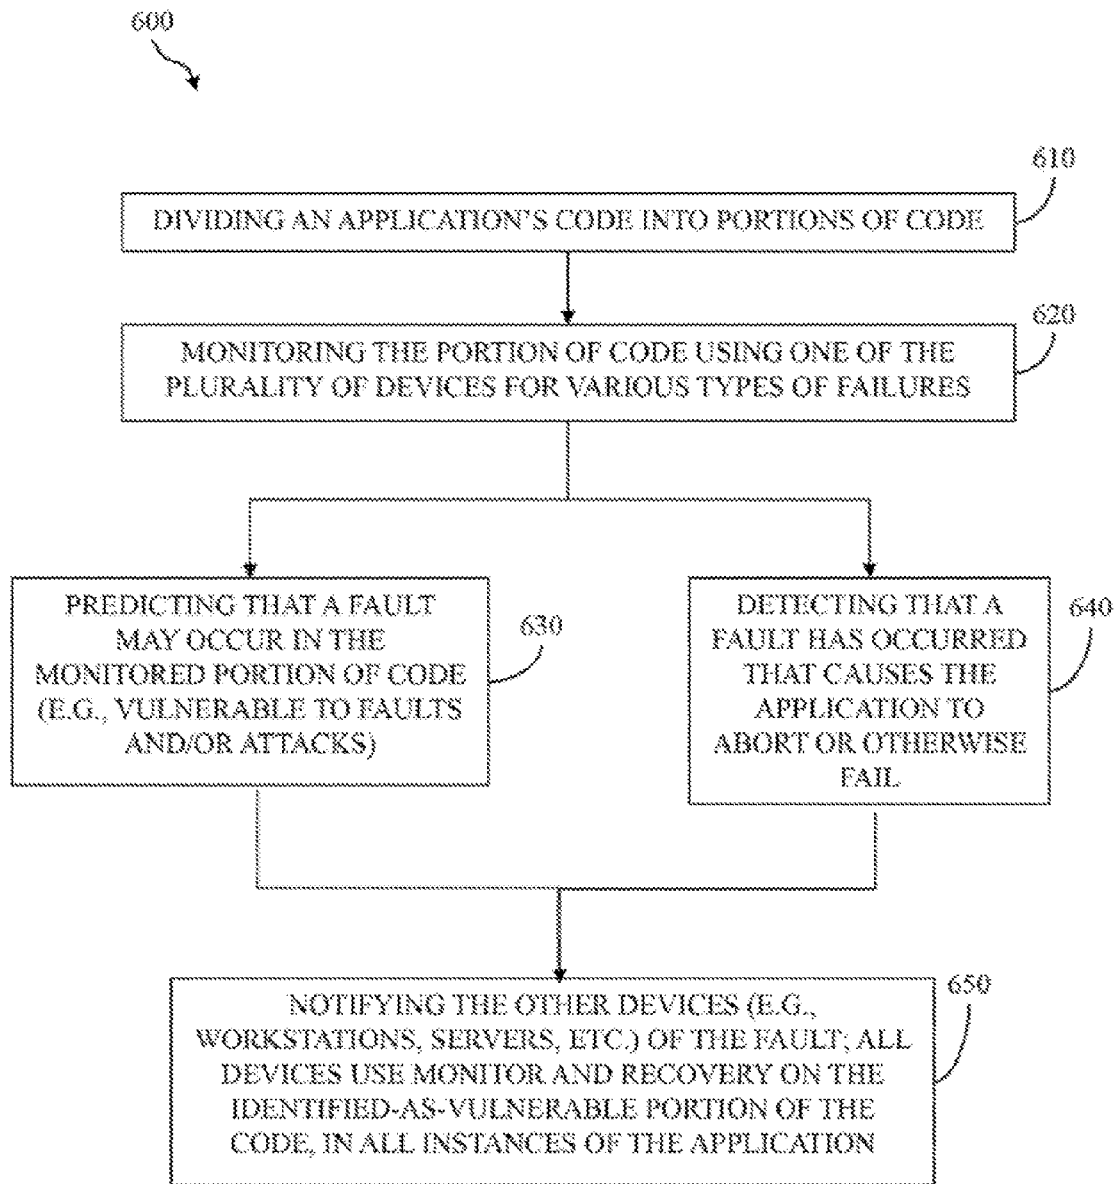 600
610
DIVIDING AN APPLICATION'S CODE INTO PORTIONS OF CODE
620
MONITORING THE PORTION OF CODE USING ONE OF THE
PLURALITY OF DEVICES FOR VARIOUS TYPES OF FAILURES
PREDICTING THAT A FAULT
MAY OCCUR IN THE
MONITORED PORTION OF CODE
(E.G., VULNERABLE TO FAULTS
AND/OR ATTACKS)
630
DETECTING THAT A
FAULT HAS OCCURRED
THAT CAUSES THE
APPLICATION TO
ABORT OR OTHERWISE
FAIL
640
650
NOTIFYING THE OTHER DEVICES (E.G.,
WORKSTATIONS, SERVERS, ETC.) OF THE FAULT; ALL
DEVICES USE MONITOR AND RECOVERY ON THE
IDENTIFIED-AS-VULNERABLE PORTION OF THE
CODE, IN ALL INSTANCES OF THE APPLICATION